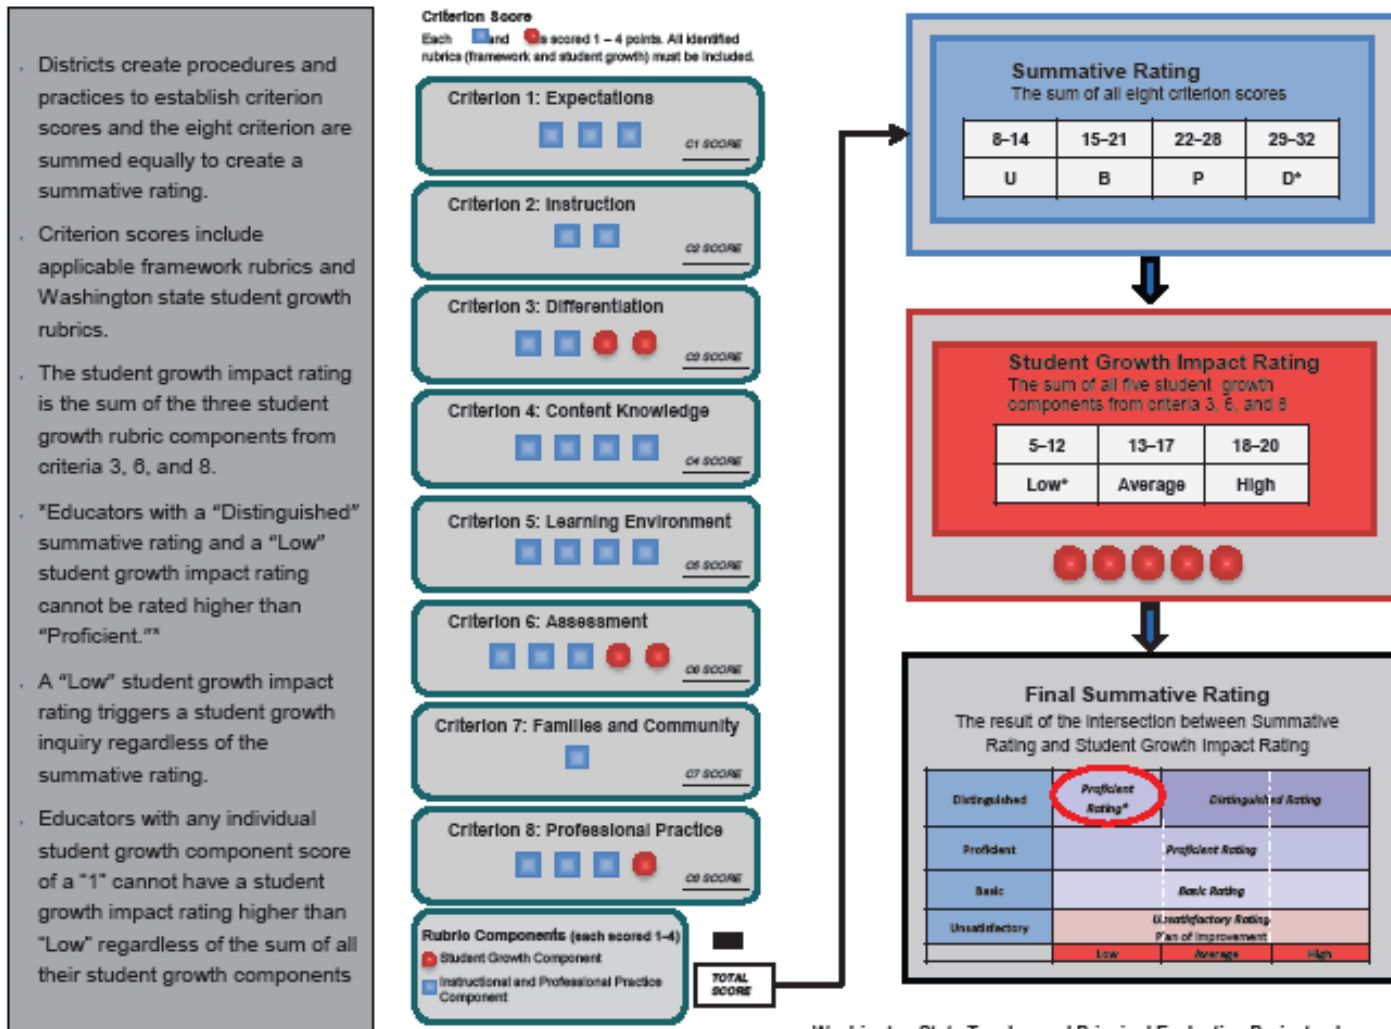 Districts create procedures and
practices to establish criterion
scores and the eight criterion are
summed equally to create a
summative rating.
Criterion scores include
applicable framework rubrics and
Washington state student growth
rubrics.
The student growth impact rating
is the sum of the three student
growth rubric components from
criteria 3, 6, and 8.
*Educators with a “Distinguished”
summative rating and a “Low”
student growth impact rating
cannot be rated higher than
“Proficient.”*
A “Low” student growth impact
rating triggers a student growth
inquiry regardless of the
summative rating.
Educators with any individual
student growth component score
of a "1" cannot have a student
growth impact rating higher than
"Low" regardless of the sum of all
their student growth components
Criterion Score
Each and is scored 1 – 4 points. All identified
rubrics (framework and student growth) must be included.
Criterion 1: Expectations
C1 SCORE
Criterion 2: Instruction
C2 SCORE
Criterion 3: Differentiation
C3 SCORE
Criterion 4: Content Knowledge
C4 SCORE
Criterion 5: Learning Environment
C5 SCORE
Criterion 6: Assessment
C6 SCORE
Criterion 7: Families and Community
C7 SCORE
Criterion 8: Professional Practice
C8 SCORE
Rubric Components (each scored 1–4)
Student Growth Component
Instructional and Professional Practice
Component
TOTAL
SCORE
Summative Rating
The sum of all eight criterion scores
8–14 15–21 22–28 29–32
U B P D*
Student Growth Impact Rating
The sum of all five student growth
components from criteria 3, 6, and 8
5–12 13–17 18–20
Low* Average High
Final Summative Rating
The result of the Intersection between Summative
Rating and Student Growth Impact Rating
Distinguished Proficient Rating* Distinguished Rating
Proficient Proficient Rating
Basic Basic Rating
Unsatisfactory Unsatisfactory Rating
Plan of Improvement
Low Average High